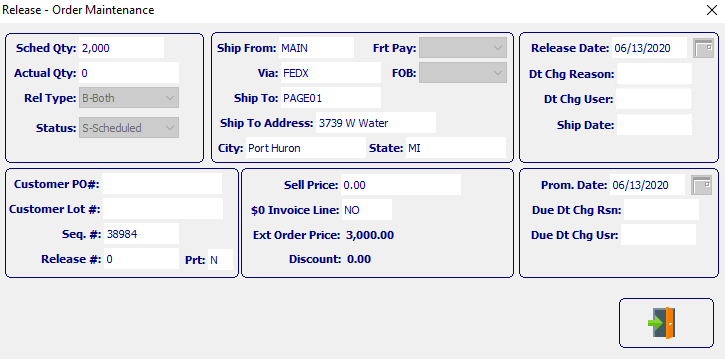 Release - Order Maintenance
Sched Qty: 2,000
Actual Qty: 0
Rel Type: B-Both
Status: S-Scheduled
Ship From: MAIN Frt Pay:
Via: FEDX FOB:
Ship To: PAGE01
Ship To Address: 3739 W Water
City: Port Huron State: MI
Release Date: 06/13/2020
Dt Chg Reason:
Dt Chg User:
Ship Date:
Customer PO#:
Customer Lot #:
Seq. #: 38984
Release #: 0 Prt: N
Sell Price: 0.00
$0 Invoice Line: NO
Ext Order Price: 3,000.00
Discount: 0.00
Prom. Date: 06/13/2020
Due Dt Chg Rsn:
Due Dt Chg Usr: